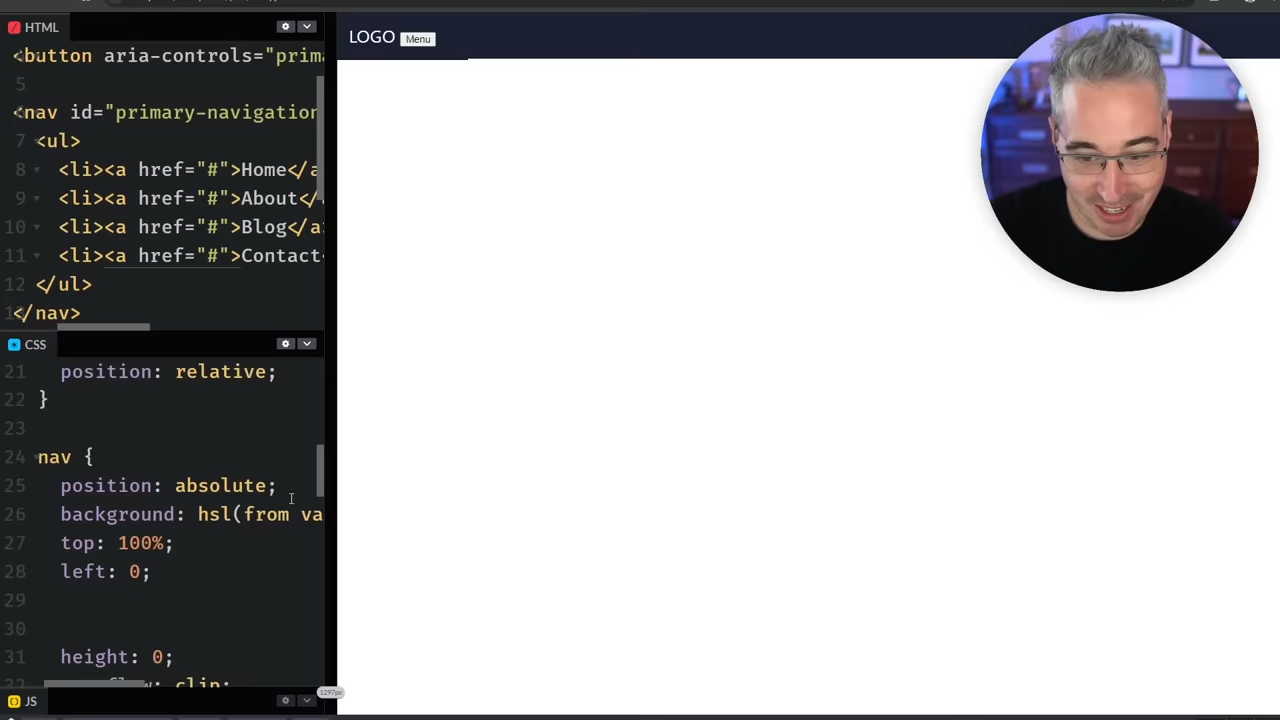 HTML
<button aria-controls="prima
5
<nav id="primary-navigation
7 <ul>
8 <li><a href="#">Home</a
9 <li><a href="#">About</
10 <li><a href="#">Blog</a
11 <li><a href="#">Contact<
12 </ul>
</nav>
CSS
21 position: relative;
22 }
23
24 nav {
25 position: absolute;
26 background: hsl(from va
27 top: 100%;
28 left: 0;
29
30
31 height: 0;
clip;
JS
LOGO Menu
1297px